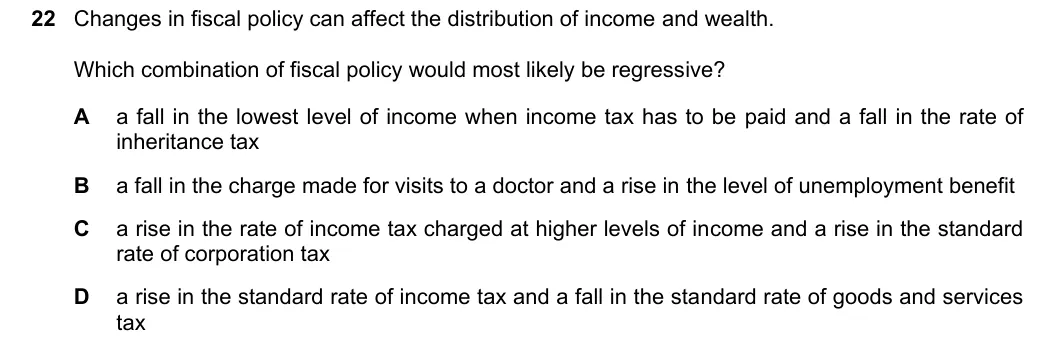 22 Changes in fiscal policy can affect the distribution of income and wealth.
Which combination of fiscal policy would most likely be regressive?
A a fall in the lowest level of income when income tax has to be paid and a fall in the rate of
inheritance tax
B a fall in the charge made for visits to a doctor and a rise in the level of unemployment benefit
C a rise in the rate of income tax charged at higher levels of income and a rise in the standard
rate of corporation tax
D a rise in the standard rate of income tax and a fall in the standard rate of goods and services
tax